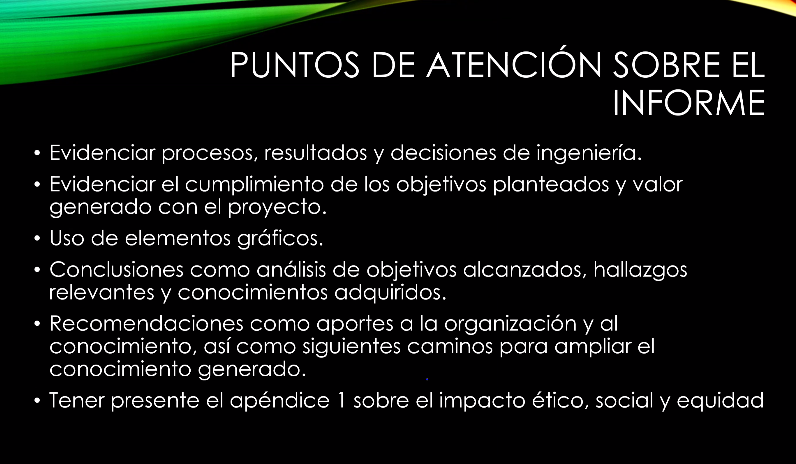 PUNTOS DE ATENCIÓN SOBRE EL
INFORME
• Evidenciar procesos, resultados y decisiones de ingeniería.
• Evidenciar el cumplimiento de los objetivos planteados y valor
generado con el proyecto.
• Uso de elementos gráficos.
• Conclusiones como análisis de objetivos alcanzados, hallazgos
relevantes y conocimientos adquiridos.
• Recomendaciones como aportes a la organización y al
conocimiento, así como siguientes caminos para ampliar el
conocimiento generado.
• Tener presente el apéndice 1 sobre el impacto ético, social y equidad